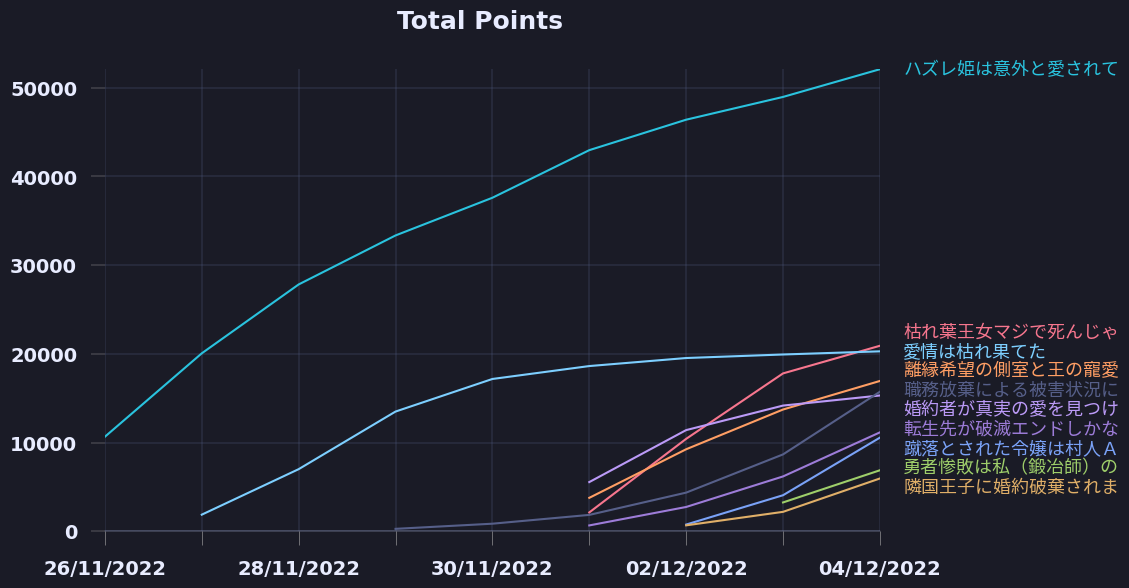 Total Points
50000
40000
30000
20000
10000
0
26/11/2022
28/11/2022
30/11/2022
02/12/2022
04/12/2022
ハズレ姫は意外と愛されて
枯れ葉王女マジで死んじゃ
愛情は枯れ果てた
離縁希望の側室と王の寵愛
職務放棄による被害状況に
婚約者が真実の愛を見つけ
転生先が破滅エンドしかな
蹴落とされた令嬢は村人A
勇者惨敗は私（鍛冶師）の
隣国王子に婚約破棄されま